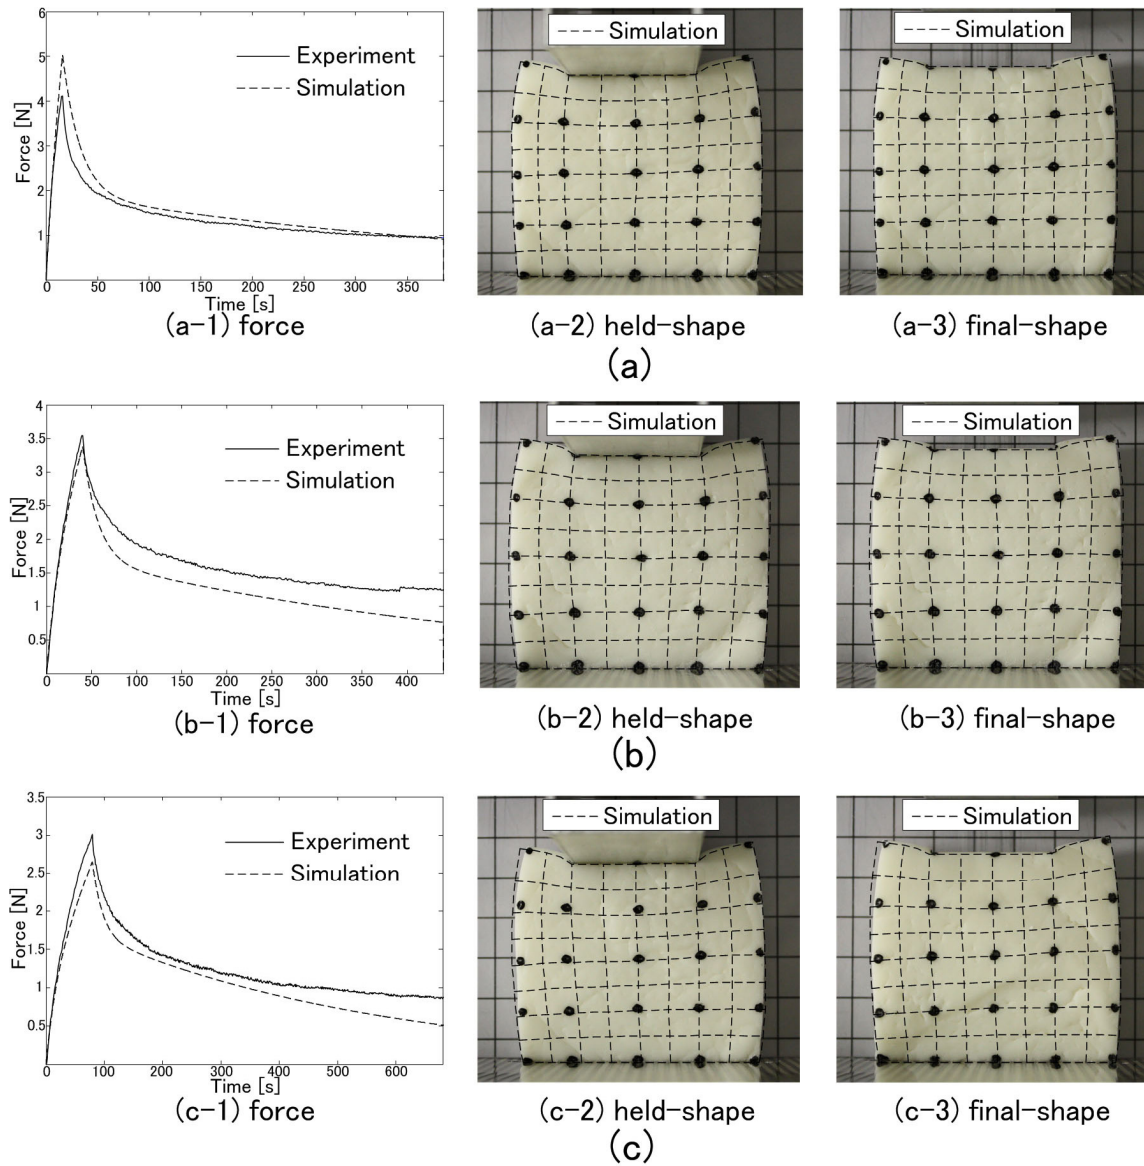 6
5
4
3
2
1
0 50 100 150 200 250 300 350
Force [N]
Time [s]
Experiment
Simulation
(a-1) force
Simulation
(a-2) held-shape
Simulation
(a-3) final-shape
(a)
4
3.5
3
2.5
2
1.5
1
0.5
0 50 100 150 200 250 300 350 400
Force [N]
Time [s]
Experiment
Simulation
(b-1) force
Simulation
(b-2) held-shape
Simulation
(b-3) final-shape
(b)
3.5
3
2.5
2
1.5
1
0.5
0 100 200 300 400 500 600
Force [N]
Time [s]
Experiment
Simulation
(c-1) force
Simulation
(c-2) held-shape
Simulation
(c-3) final-shape
(c)